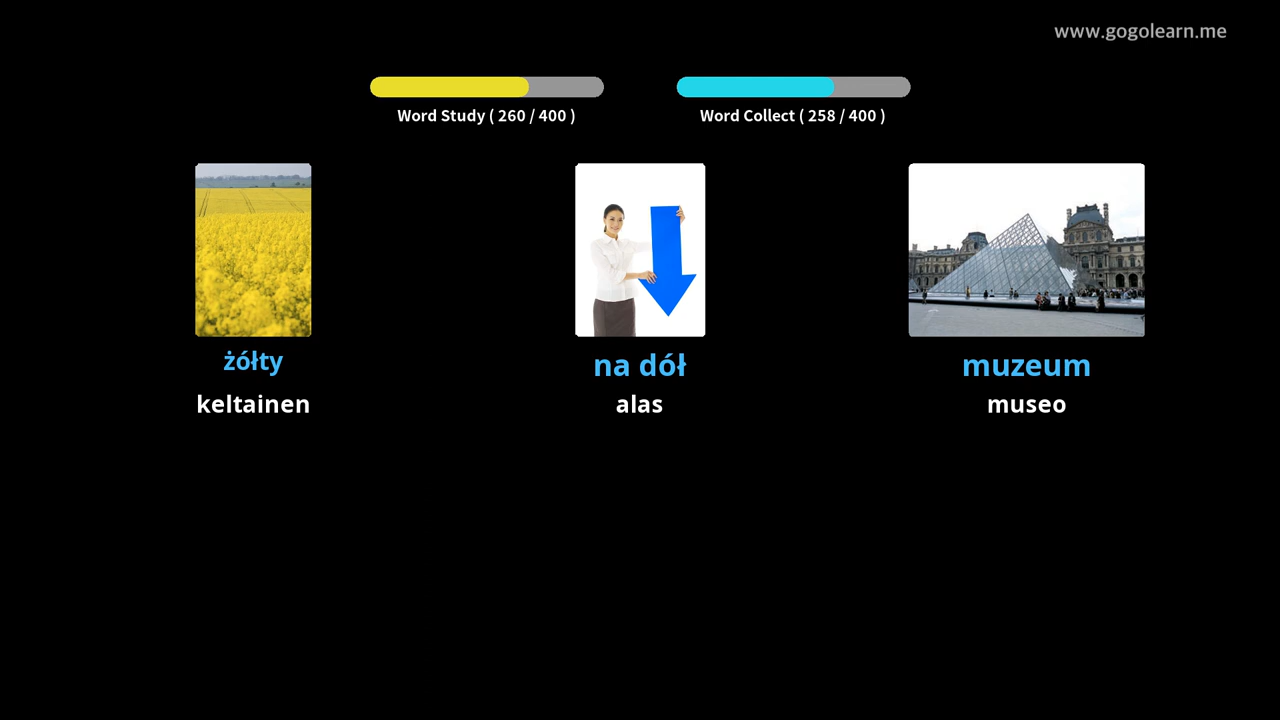 www.gogolearn.me
Word Study ( 260 / 400 )
Word Collect ( 258 / 400 )
żółty
na dół
muzeum
keltainen
alas
museo